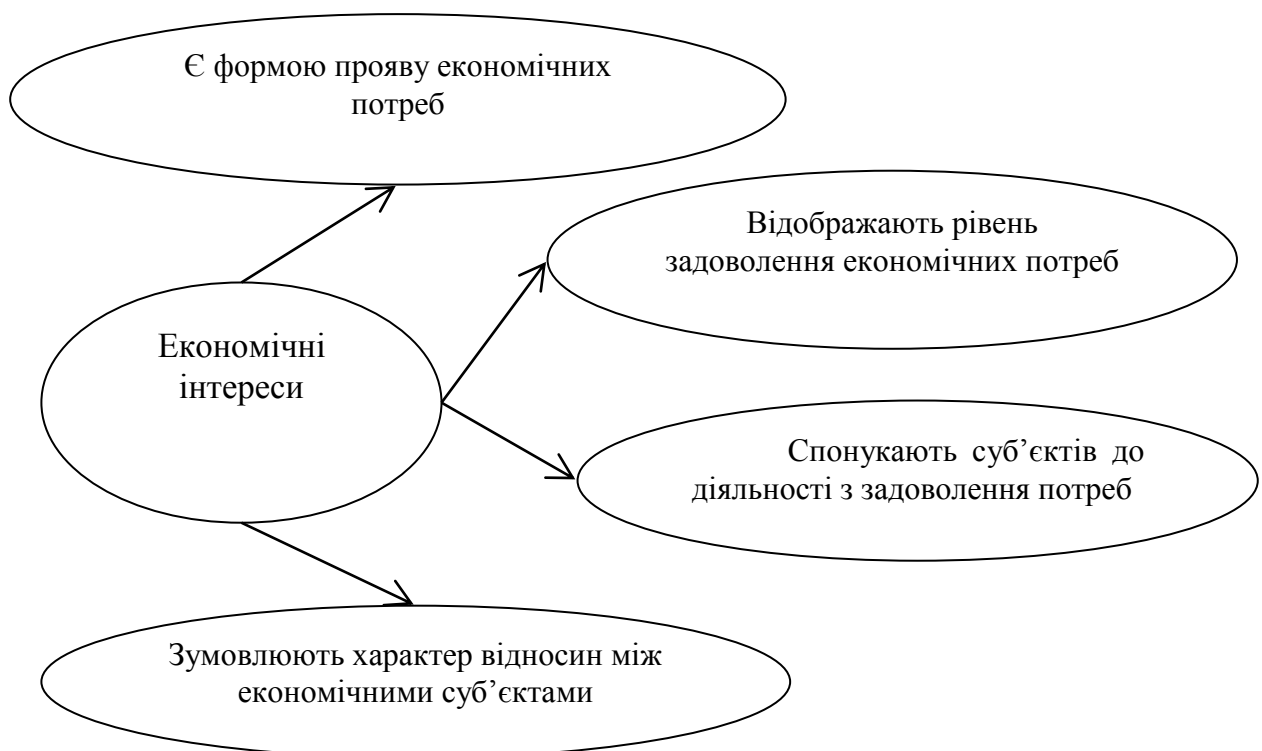 Є формою прояву економічних
потреб
Відображають рівень
задоволення економічних потреб
Економічні
інтереси
Спонукають суб’єктів до
діяльності з задоволення потреб
Зумовлюють характер відносин між
економічними суб’єктами